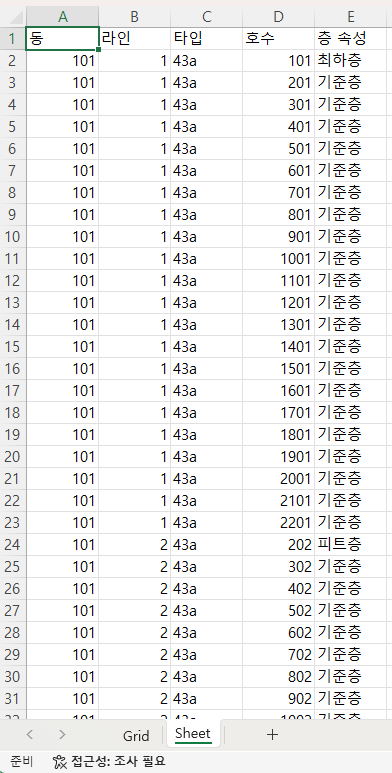 A B C D E
1 동 라인 타입 호수 층 속성
2 101 1 43a 101 최하층
3 101 1 43a 201 기준층
4 101 1 43a 301 기준층
5 101 1 43a 401 기준층
6 101 1 43a 501 기준층
7 101 1 43a 601 기준층
8 101 1 43a 701 기준층
9 101 1 43a 801 기준층
10 101 1 43a 901 기준층
11 101 1 43a 1001 기준층
12 101 1 43a 1101 기준층
13 101 1 43a 1201 기준층
14 101 1 43a 1301 기준층
15 101 1 43a 1401 기준층
16 101 1 43a 1501 기준층
17 101 1 43a 1601 기준층
18 101 1 43a 1701 기준층
19 101 1 43a 1801 기준층
20 101 1 43a 1901 기준층
21 101 1 43a 2001 기준층
22 101 1 43a 2101 기준층
23 101 1 43a 2201 기준층
24 101 2 43a 202 피트층
25 101 2 43a 302 기준층
26 101 2 43a 402 기준층
27 101 2 43a 502 기준층
28 101 2 43a 602 기준층
29 101 2 43a 702 기준층
30 101 2 43a 802 기준층
31 101 2 43a 902 기준층
Grid Sheet +
준비 접근성: 조사 필요